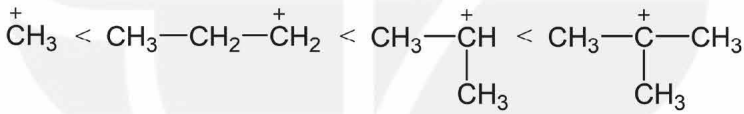 + + + +
CH₃ < CH₃—CH₂—CH₂ < CH₃—CH < CH₃—C—CH₃
CH₃ CH₃